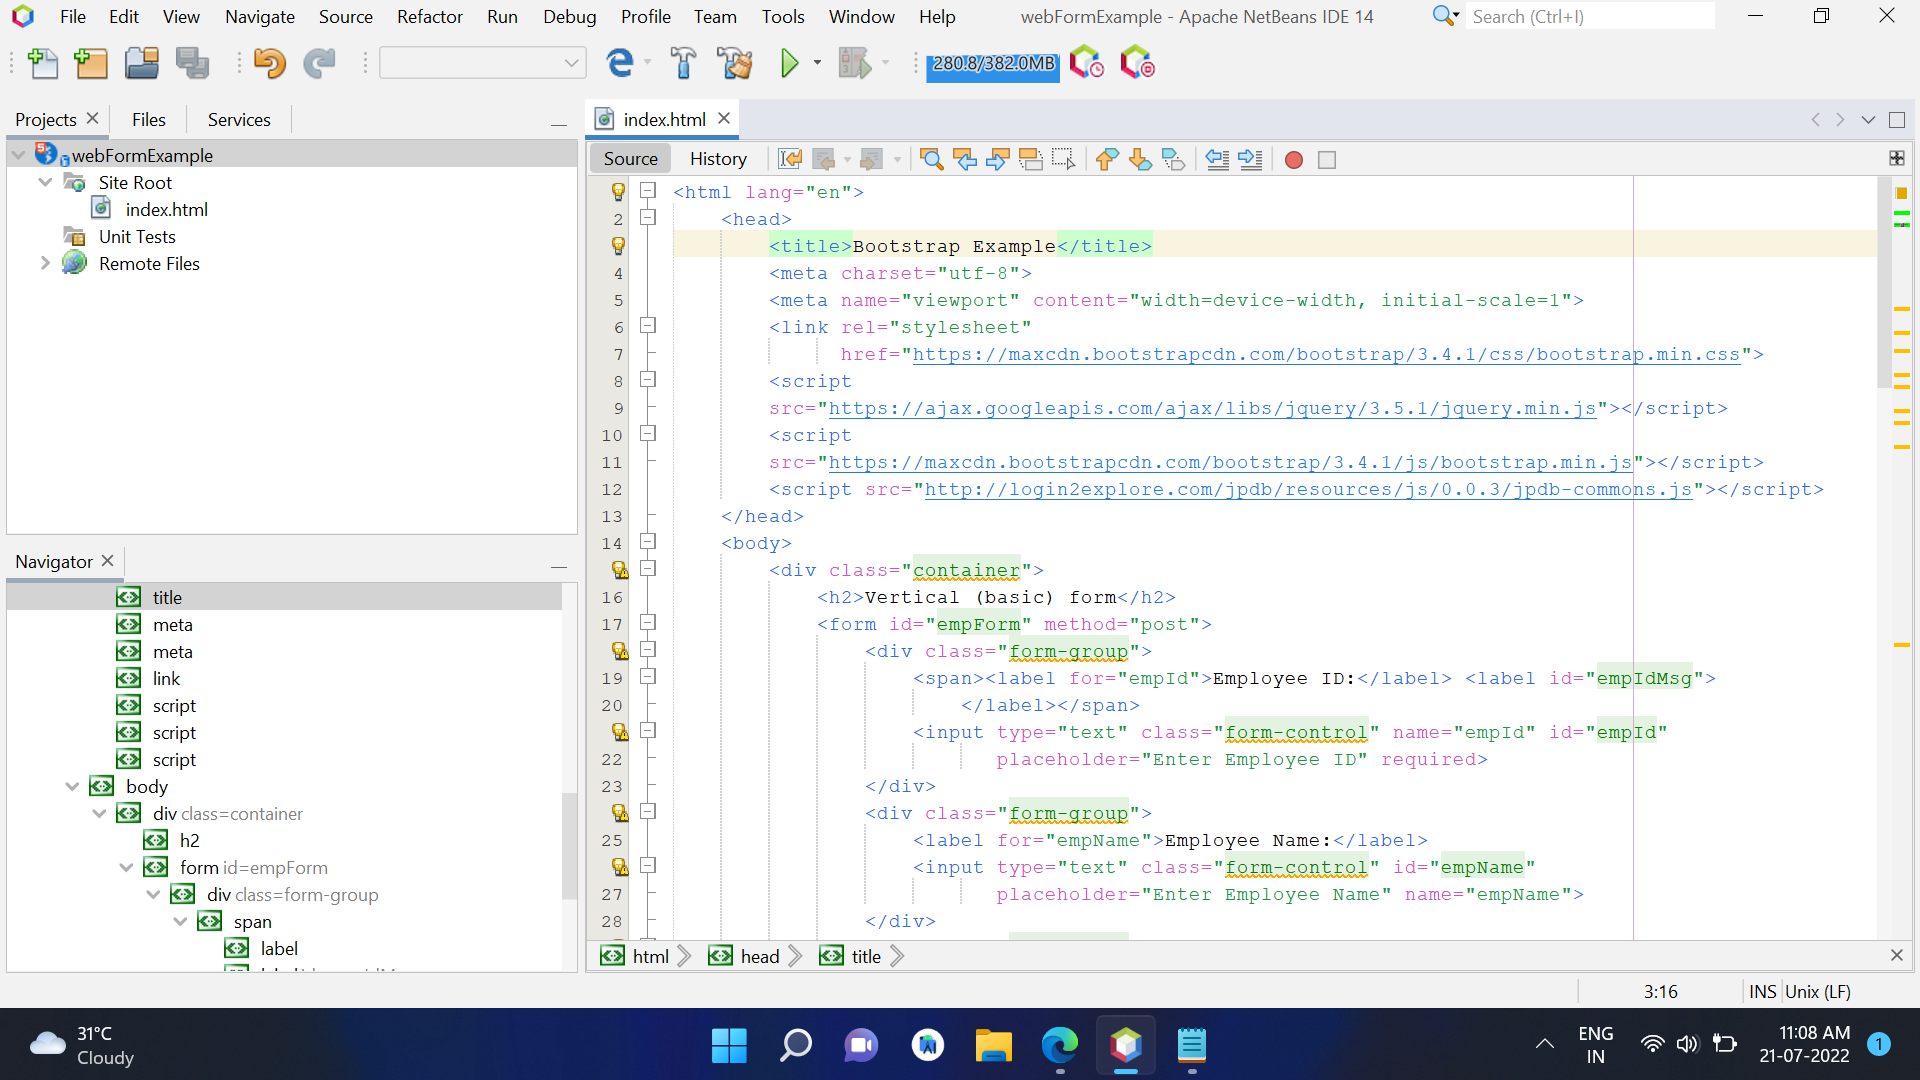 File Edit View Navigate Source Refactor Run Debug Profile Team Tools Window Help webFormExample - Apache NetBeans IDE 14 Search (Ctrl+I)
280.8/382.0MB
Projects Files Services
webFormExample
Site Root
index.html
Unit Tests
Remote Files
Navigator
title
meta
meta
link
script
script
script
body
div class=container
h2
form id=empForm
div class=form-group
span
label
index.html
Source History
<html lang="en">
2 <head>
<title>Bootstrap Example</title>
4 <meta charset="utf-8">
5 <meta name="viewport" content="width=device-width, initial-scale=1">
6 <link rel="stylesheet"
7 href="https://maxcdn.bootstrapcdn.com/bootstrap/3.4.1/css/bootstrap.min.css">
8 <script
9 src="https://ajax.googleapis.com/ajax/libs/jquery/3.5.1/jquery.min.js"></script>
10 <script
11 src="https://maxcdn.bootstrapcdn.com/bootstrap/3.4.1/js/bootstrap.min.js"></script>
12 <script src="http://login2explore.com/jpdb/resources/js/0.0.3/jpdb-commons.js"></script>
13 </head>
14 <body>
<div class="container">
16 <h2>Vertical (basic) form</h2>
17 <form id="empForm" method="post">
<div class="form-group">
19 <span><label for="empId">Employee ID:</label> <label id="empIdMsg">
20 </label></span>
<input type="text" class="form-control" name="empId" id="empId"
22 placeholder="Enter Employee ID" required>
23 </div>
<div class="form-group">
25 <label for="empName">Employee Name:</label>
<input type="text" class="form-control" id="empName"
27 placeholder="Enter Employee Name" name="empName">
28 </div>
html head title
3:16 INS Unix (LF)
31°C
Cloudy
ENG
IN
11:08 AM
21-07-2022
1